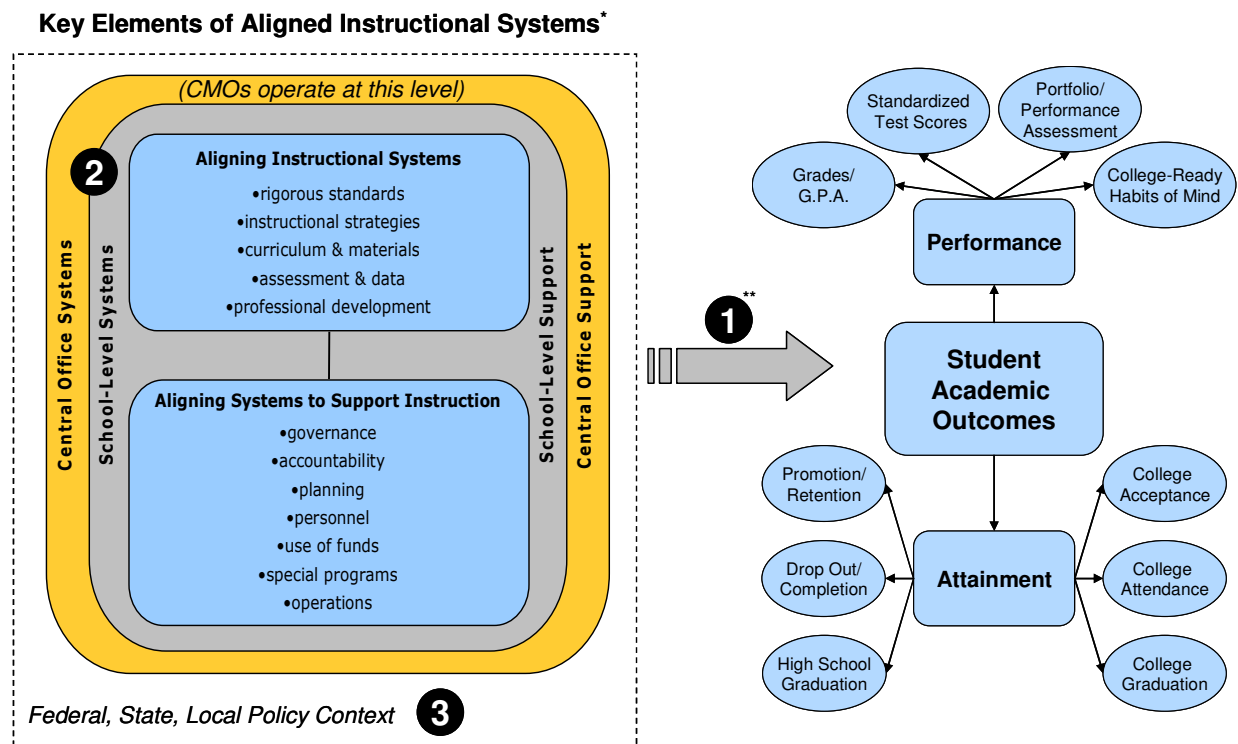 Key Elements of Aligned Instructional Systems*
(CMOs operate at this level)
2
Central Office Systems
School-Level Systems
Aligning Instructional Systems
•rigorous standards
•instructional strategies
•curriculum & materials
•assessment & data
•professional development
Aligning Systems to Support Instruction
•governance
•accountability
•planning
•personnel
•use of funds
•special programs
•operations
School-Level Support
Central Office Support
Federal, State, Local Policy Context
3
1**
Grades/
G.P.A.
Standardized
Test Scores
Portfolio/
Performance
Assessment
College-Ready
Habits of Mind
Performance
Student
Academic
Outcomes
Attainment
Promotion/
Retention
Drop Out/
Completion
High School
Graduation
College
Acceptance
College
Attendance
College
Graduation